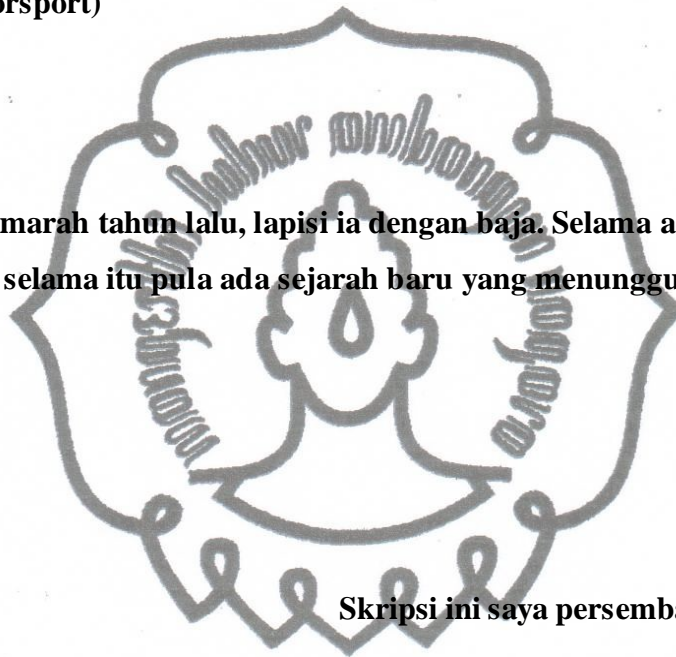 orsport)
marah tahun lalu, lapisi ia dengan baja. Selama a
selama itu pula ada sejarah baru yang menunggu
Skripsi ini saya persemba